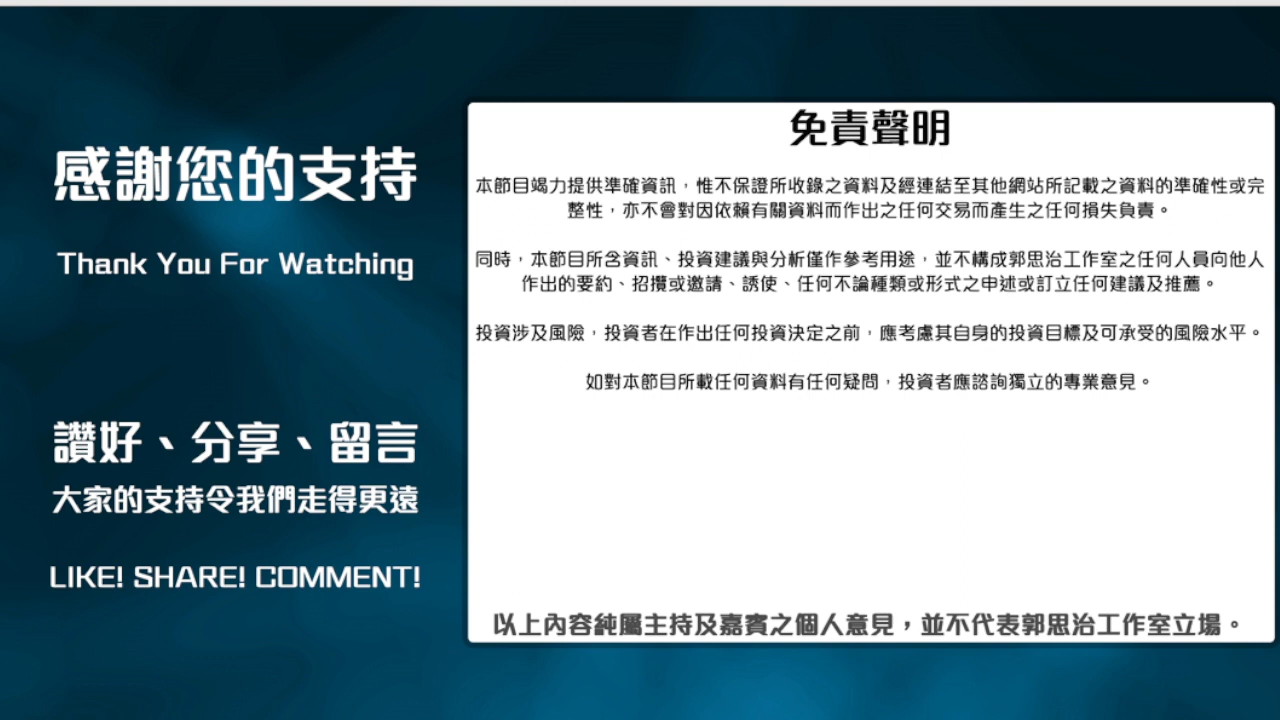 感謝您的支持
Thank You For Watching
讚好、分享、留言
大家的支持令我們走得更遠
LIKE! SHARE! COMMENT!
免責聲明
本節目竭力提供準確資訊，惟不保證所收錄之資料及經連結至其他網站所記載之資料的準確性或完
整性，亦不會對因依賴有關資料而作出之任何交易而產生之任何損失負責。
同時，本節目所含資訊、投資建議與分析僅作參考用途，並不構成郭思治工作室之任何人員向他人
作出的要約、招攬或邀請、誘使、任何不論種類或形式之申述或訂立任何建議及推薦。
投資涉及風險，投資者在作出任何投資決定之前，應考慮其自身的投資目標及可承受的風險水平。
如對本節目所載任何資料有任何疑問，投資者應諮詢獨立的專業意見。
以上內容純屬主持及嘉賓之個人意見，並不代表郭思治工作室立場。